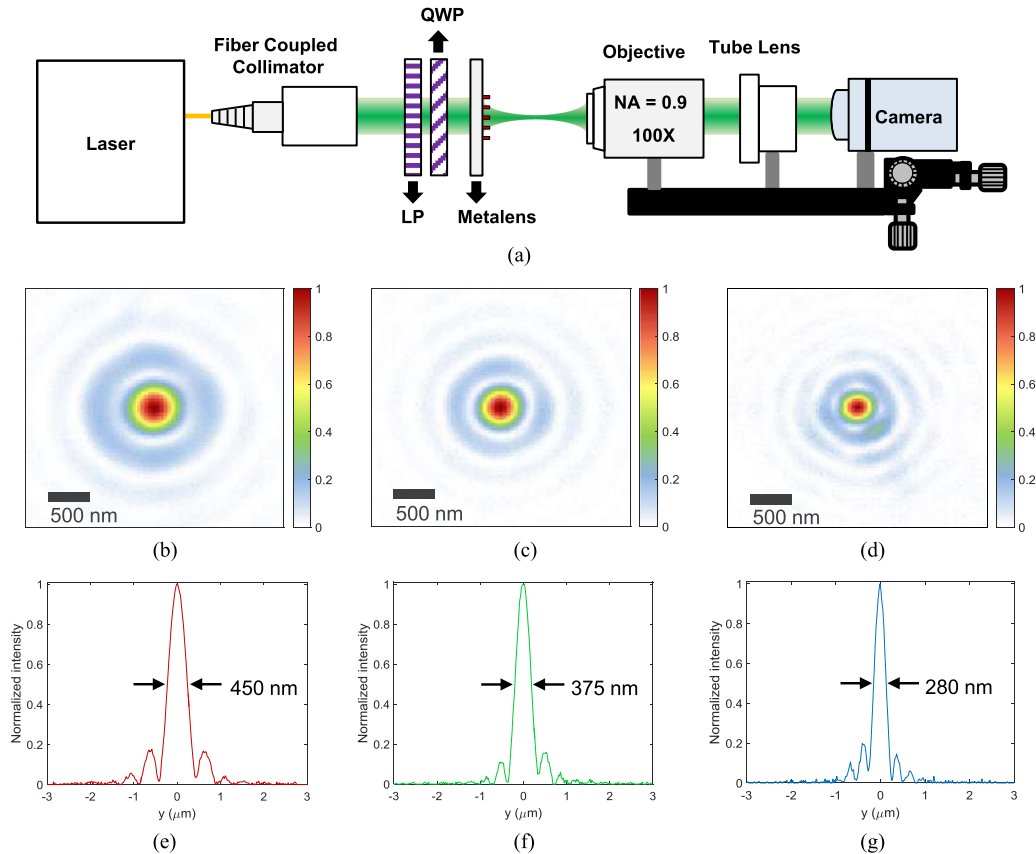 QWP
Fiber Coupled
Collimator
Objective
Tube Lens
Laser
NA = 0.9
100X
Camera
LP
Metalens
(a)
1
0.8
0.6
0.4
0.2
0
500 nm
1
0.8
0.6
0.4
0.2
0
500 nm
1
0.8
0.6
0.4
0.2
0
500 nm
(b)
(c)
(d)
Normalized intensity
1
0.8
0.6
0.4
0.2
0
450 nm
-3 -2 -1 0 1 2 3
y (μm)
Normalized intensity
1
0.8
0.6
0.4
0.2
0
375 nm
-3 -2 -1 0 1 2 3
y (μm)
Normalized intensity
1
0.8
0.6
0.4
0.2
0
280 nm
-3 -2 -1 0 1 2 3
y (μm)
(e)
(f)
(g)